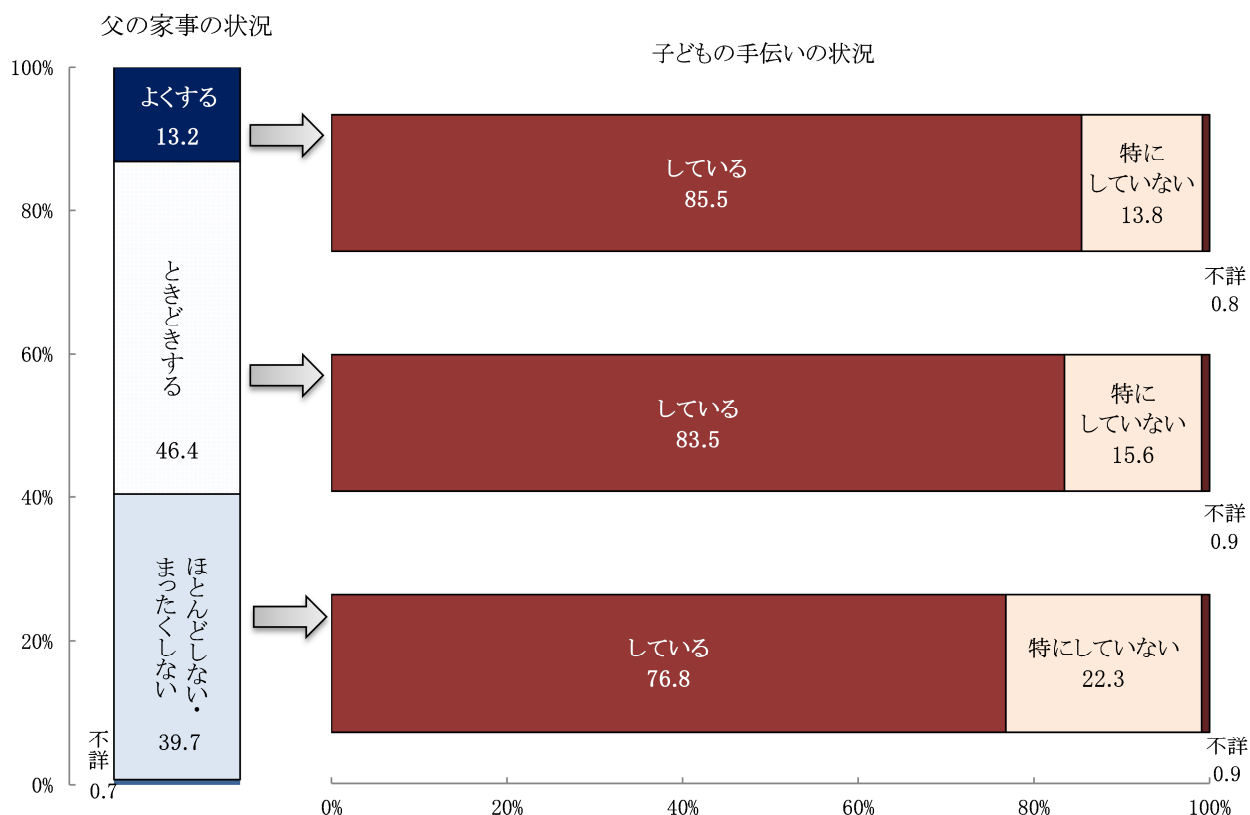 父の家事の状況
100%
80%
60%
40%
20%
0%
よくする
13.2
ときどきする
46.4
ほとんどしない・
まったくしない
39.7
不詳
0.7
子どもの手伝いの状況
している
85.5
特に
していない
13.8
不詳
0.8
している
83.5
特に
していない
15.6
不詳
0.9
している
76.8
特にしていない
22.3
不詳
0.9
0%
20%
40%
60%
80%
100%